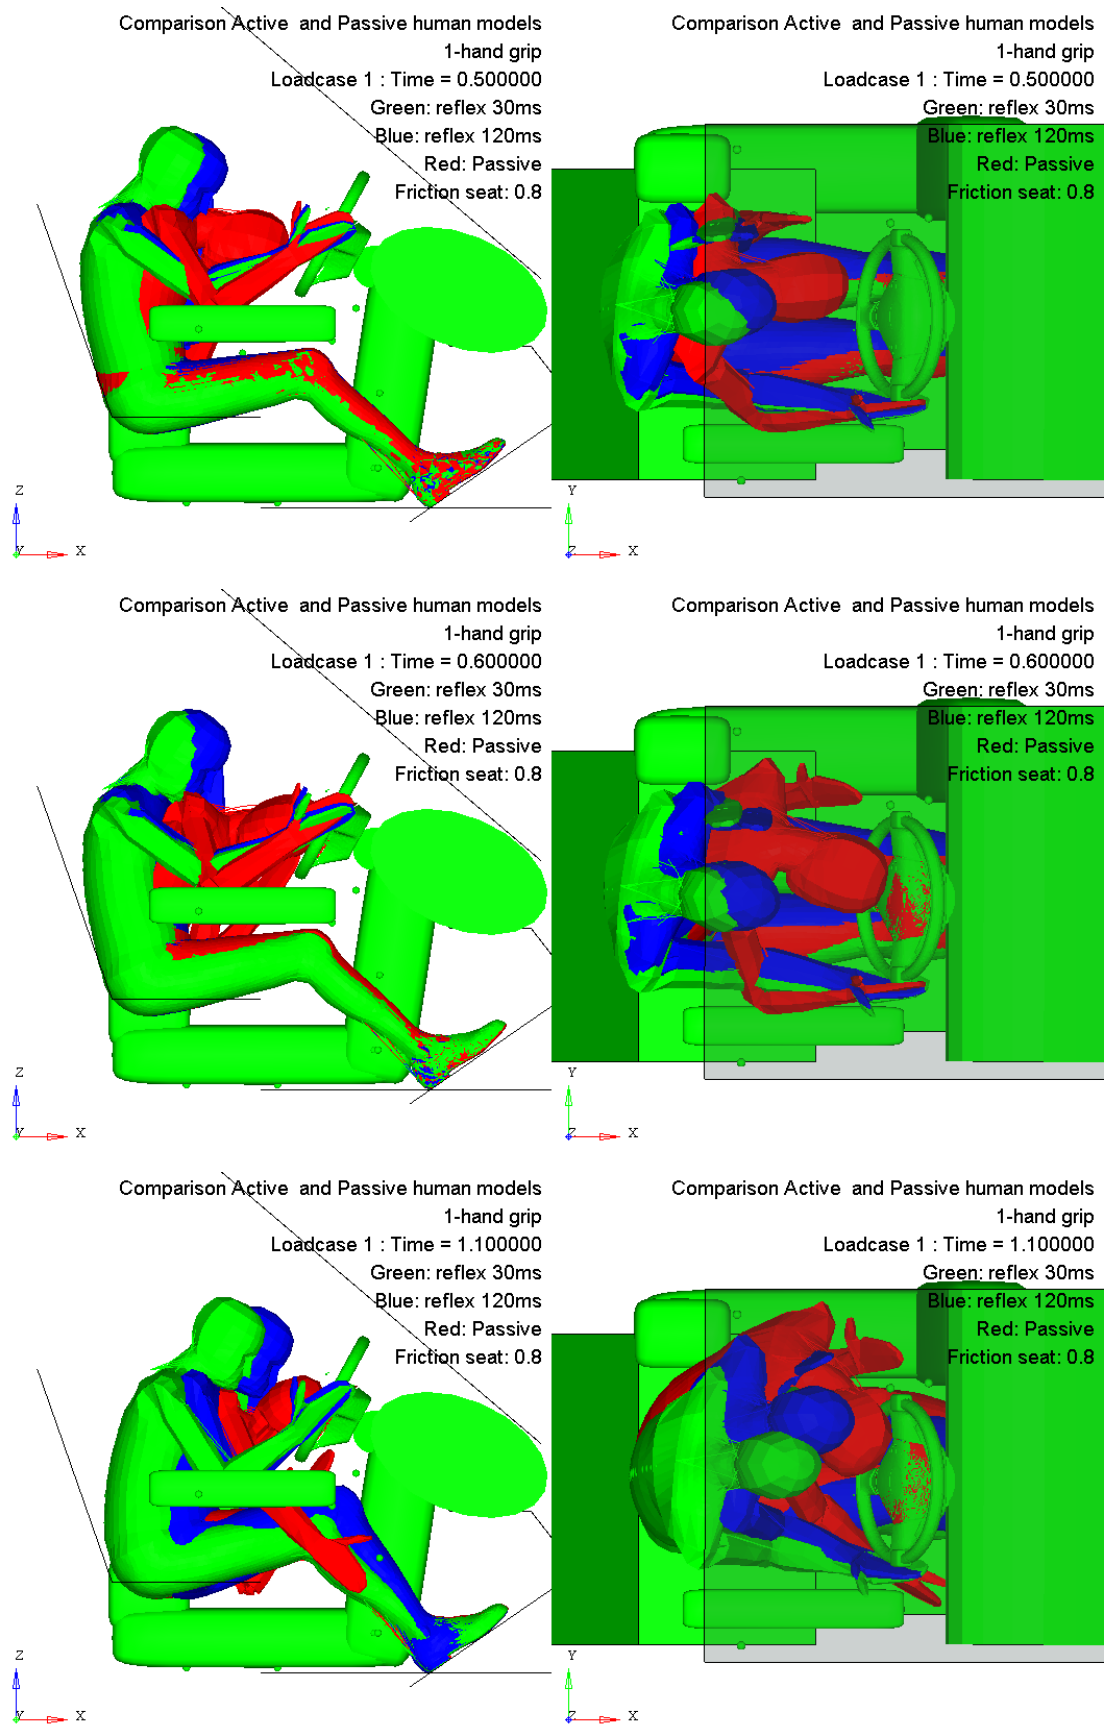 Comparison Active  and Passive human models
1-hand grip
Loadcase 1 : Time = 0.500000
Green: reflex 30ms
Blue: reflex 120ms
Red: Passive
Friction seat: 0.8
Z
Y
X
Comparison Active  and Passive human models
1-hand grip
Loadcase 1 : Time = 0.500000
Green: reflex 30ms
Blue: reflex 120ms
Red: Passive
Friction seat: 0.8
Y
Z
X
Comparison Active  and Passive human models
1-hand grip
Loadcase 1 : Time = 0.600000
Green: reflex 30ms
Blue: reflex 120ms
Red: Passive
Friction seat: 0.8
Z
Y
X
Comparison Active  and Passive human models
1-hand grip
Loadcase 1 : Time = 0.600000
Green: reflex 30ms
Blue: reflex 120ms
Red: Passive
Friction seat: 0.8
Y
Z
X
Comparison Active  and Passive human models
1-hand grip
Loadcase 1 : Time = 1.100000
Green: reflex 30ms
Blue: reflex 120ms
Red: Passive
Friction seat: 0.8
Z
Y
X
Comparison Active  and Passive human models
1-hand grip
Loadcase 1 : Time = 1.100000
Green: reflex 30ms
Blue: reflex 120ms
Red: Passive
Friction seat: 0.8
Y
Z
X